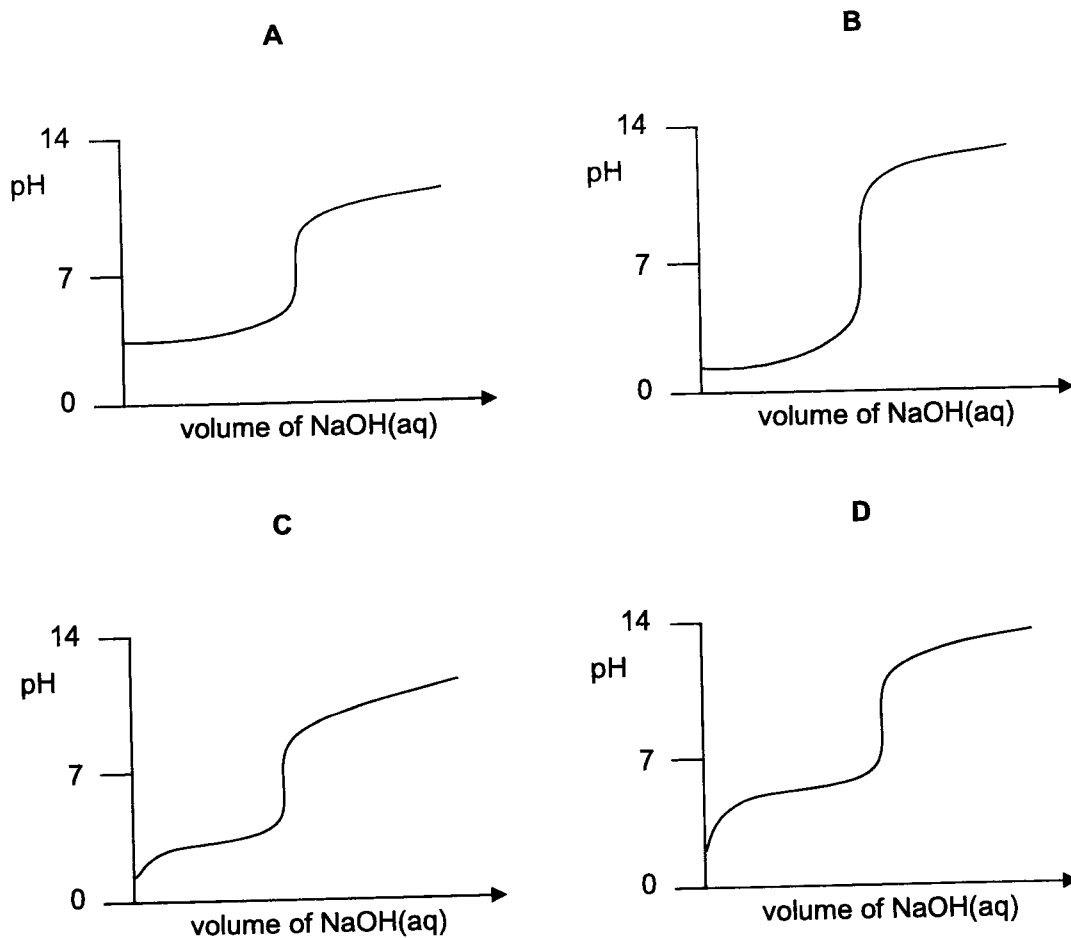 A
14
pH
7
0
volume of NaOH(aq)
B
14
pH
7
0
volume of NaOH(aq)
C
14
pH
7
0
volume of NaOH(aq)
D
14
pH
7
0
volume of NaOH(aq)